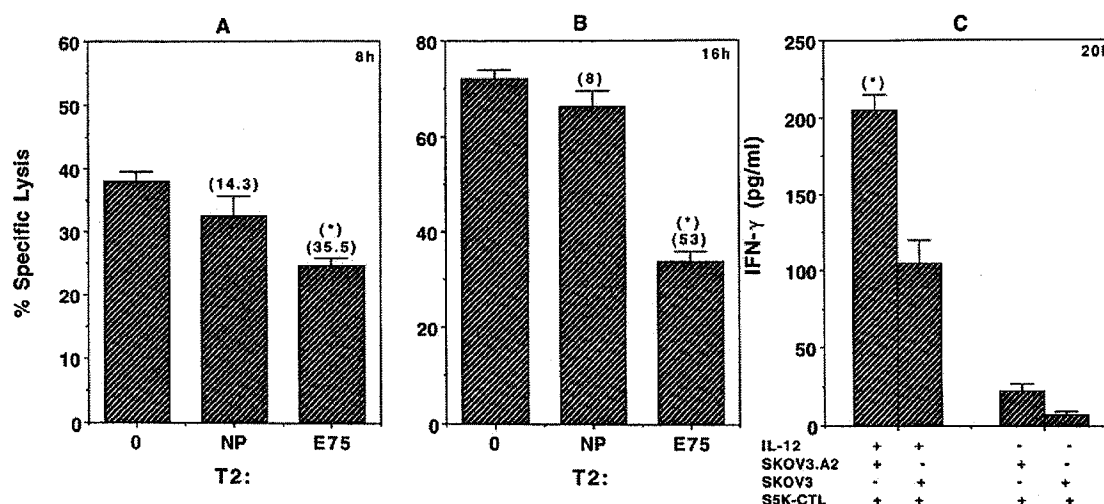 A
8h
60
50
40
30
20
10
0
% Specific Lysis
(14.3)
(*)
(35.5)
0 NP E75
T2:
B
16h
80
60
40
20
0
(8)
(*)
(53)
0 NP E75
T2:
C
20h
250
200
150
100
50
0
IFN-γ (pg/ml)
(*)
IL-12 + + - -
SKOV3.A2 + - + -
SKOV3 - + - +
S5K-CTL + + + +